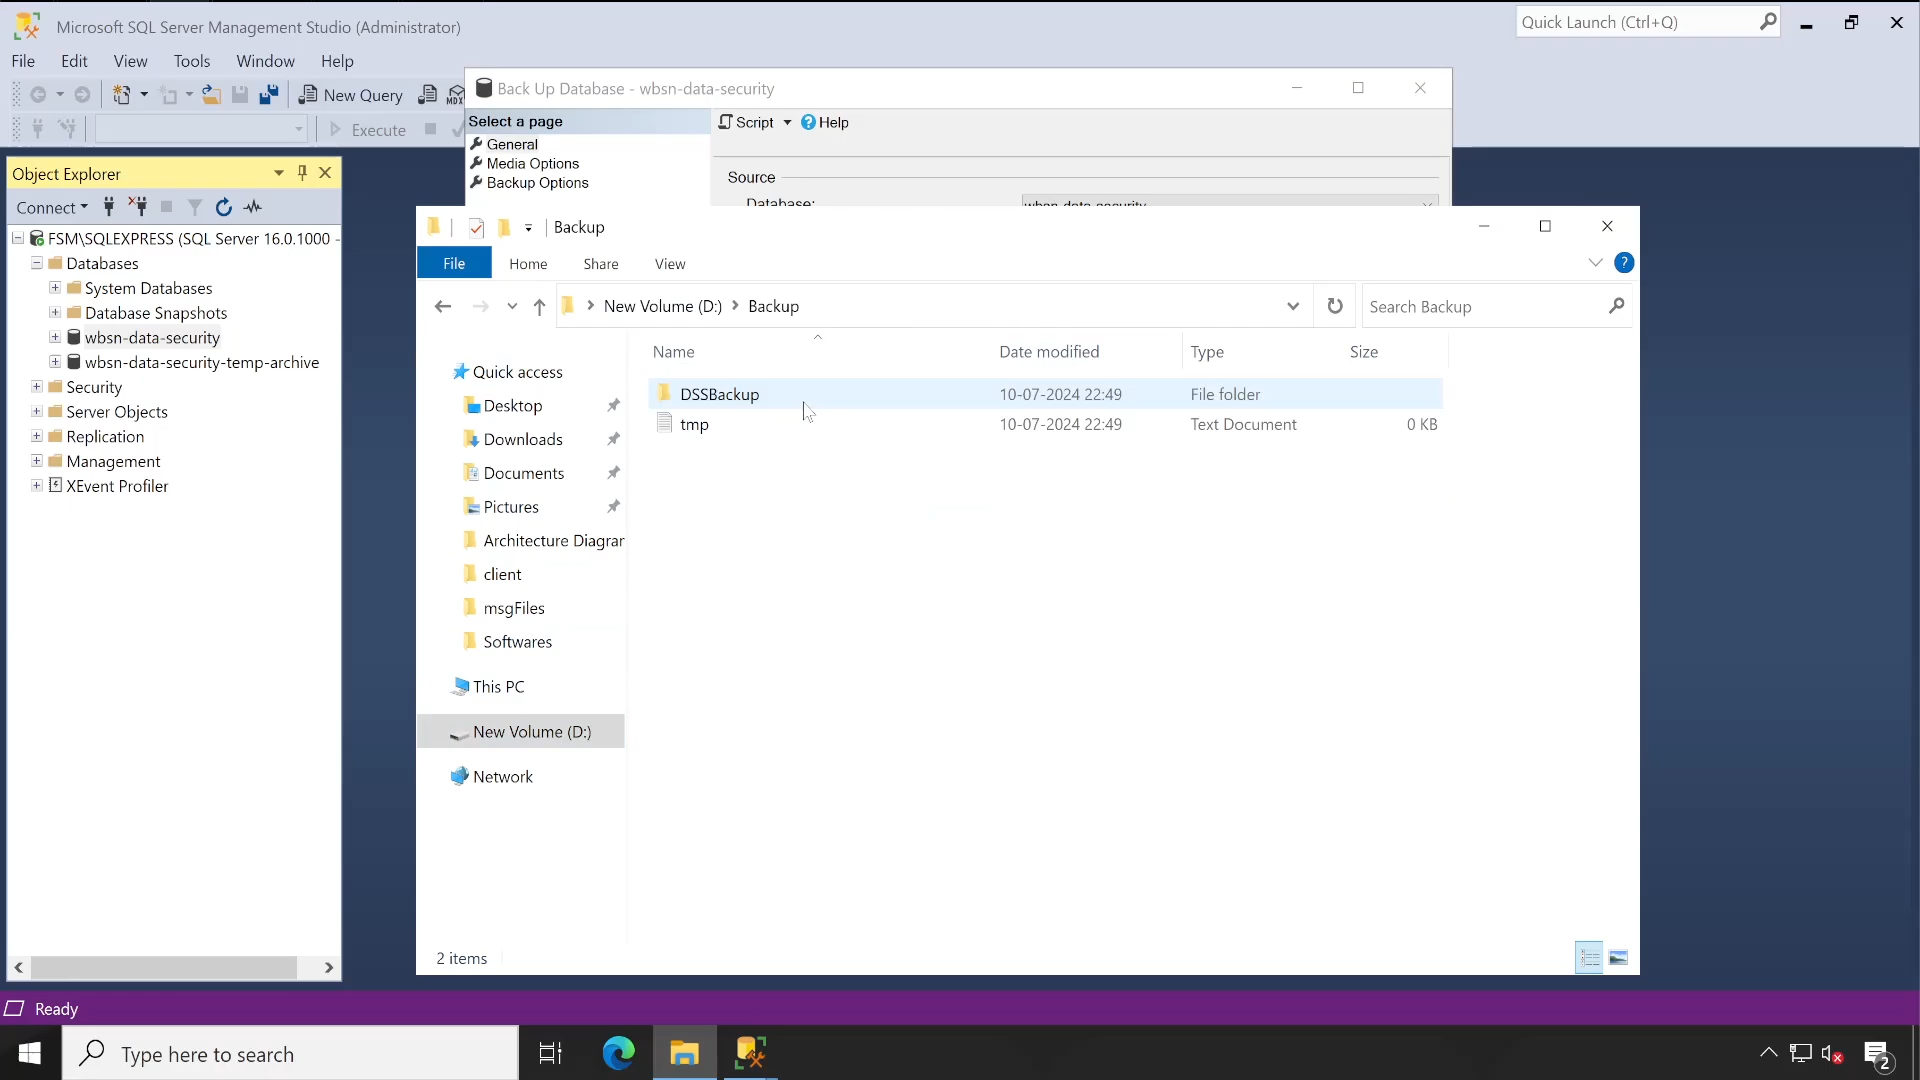 Microsoft SQL Server Management Studio (Administrator)
Quick Launch (Ctrl+Q)
File Edit View Tools Window Help
New Query
MDX
Execute
Back Up Database - wbsn-data-security
Select a page
General
Media Options
Backup Options
Script Help
Source
Database:
wbsn-data-security
Object Explorer
Connect
FSM\SQLEXPRESS (SQL Server 16.0.1000 -
Databases
System Databases
Database Snapshots
wbsn-data-security
wbsn-data-security-temp-archive
Security
Server Objects
Replication
Management
XEvent Profiler
Backup
File Home Share View
?
New Volume (D:) Backup
Search Backup
Name Date modified Type Size
DSSBackup 10-07-2024 22:49 File folder
tmp 10-07-2024 22:49 Text Document 0 KB
Quick access
Desktop
Downloads
Documents
Pictures
Architecture Diagrar
client
msgFiles
Softwares
This PC
New Volume (D:)
Network
2 items
Ready
Type here to search
2